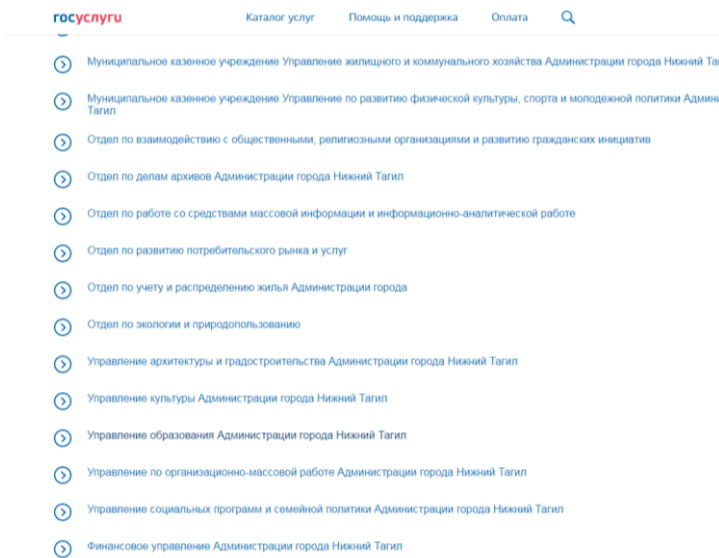 госуслуги Каталог услуг Помощь и поддержка Оплата
Муниципальное казенное учреждение Управление жилищного и коммунального хозяйства Администрации города Нижний
Муниципальное казенное учреждение Управление по развитию физической культуры, спорта и молодежной политики
Тагил
Отдел по взаимодействию с общественными, религиозными организациями и развитию гражданских инициатив
Отдел по делам архивов Администрации города Нижний Тагил
Отдел по работе со средствами массовой информации и информационно-аналитической работе
Отдел по развитию потребительского рынка и услуг
Отдел по учету и распределению жилья Администрации города
Отдел по экологии и природопользованию
Управление архитектуры и градостроительства Администрации города Нижний Тагил
Управление культуры Администрации города Нижний Тагил
Управление образования Администрации города Нижний Тагил
Управление по организационно-массовой работе Администрации города Нижний Тагил
Управление социальных программ и семейной политики Администрации города Нижний Тагил
Финансовое управление Администрации города Нижний Тагил